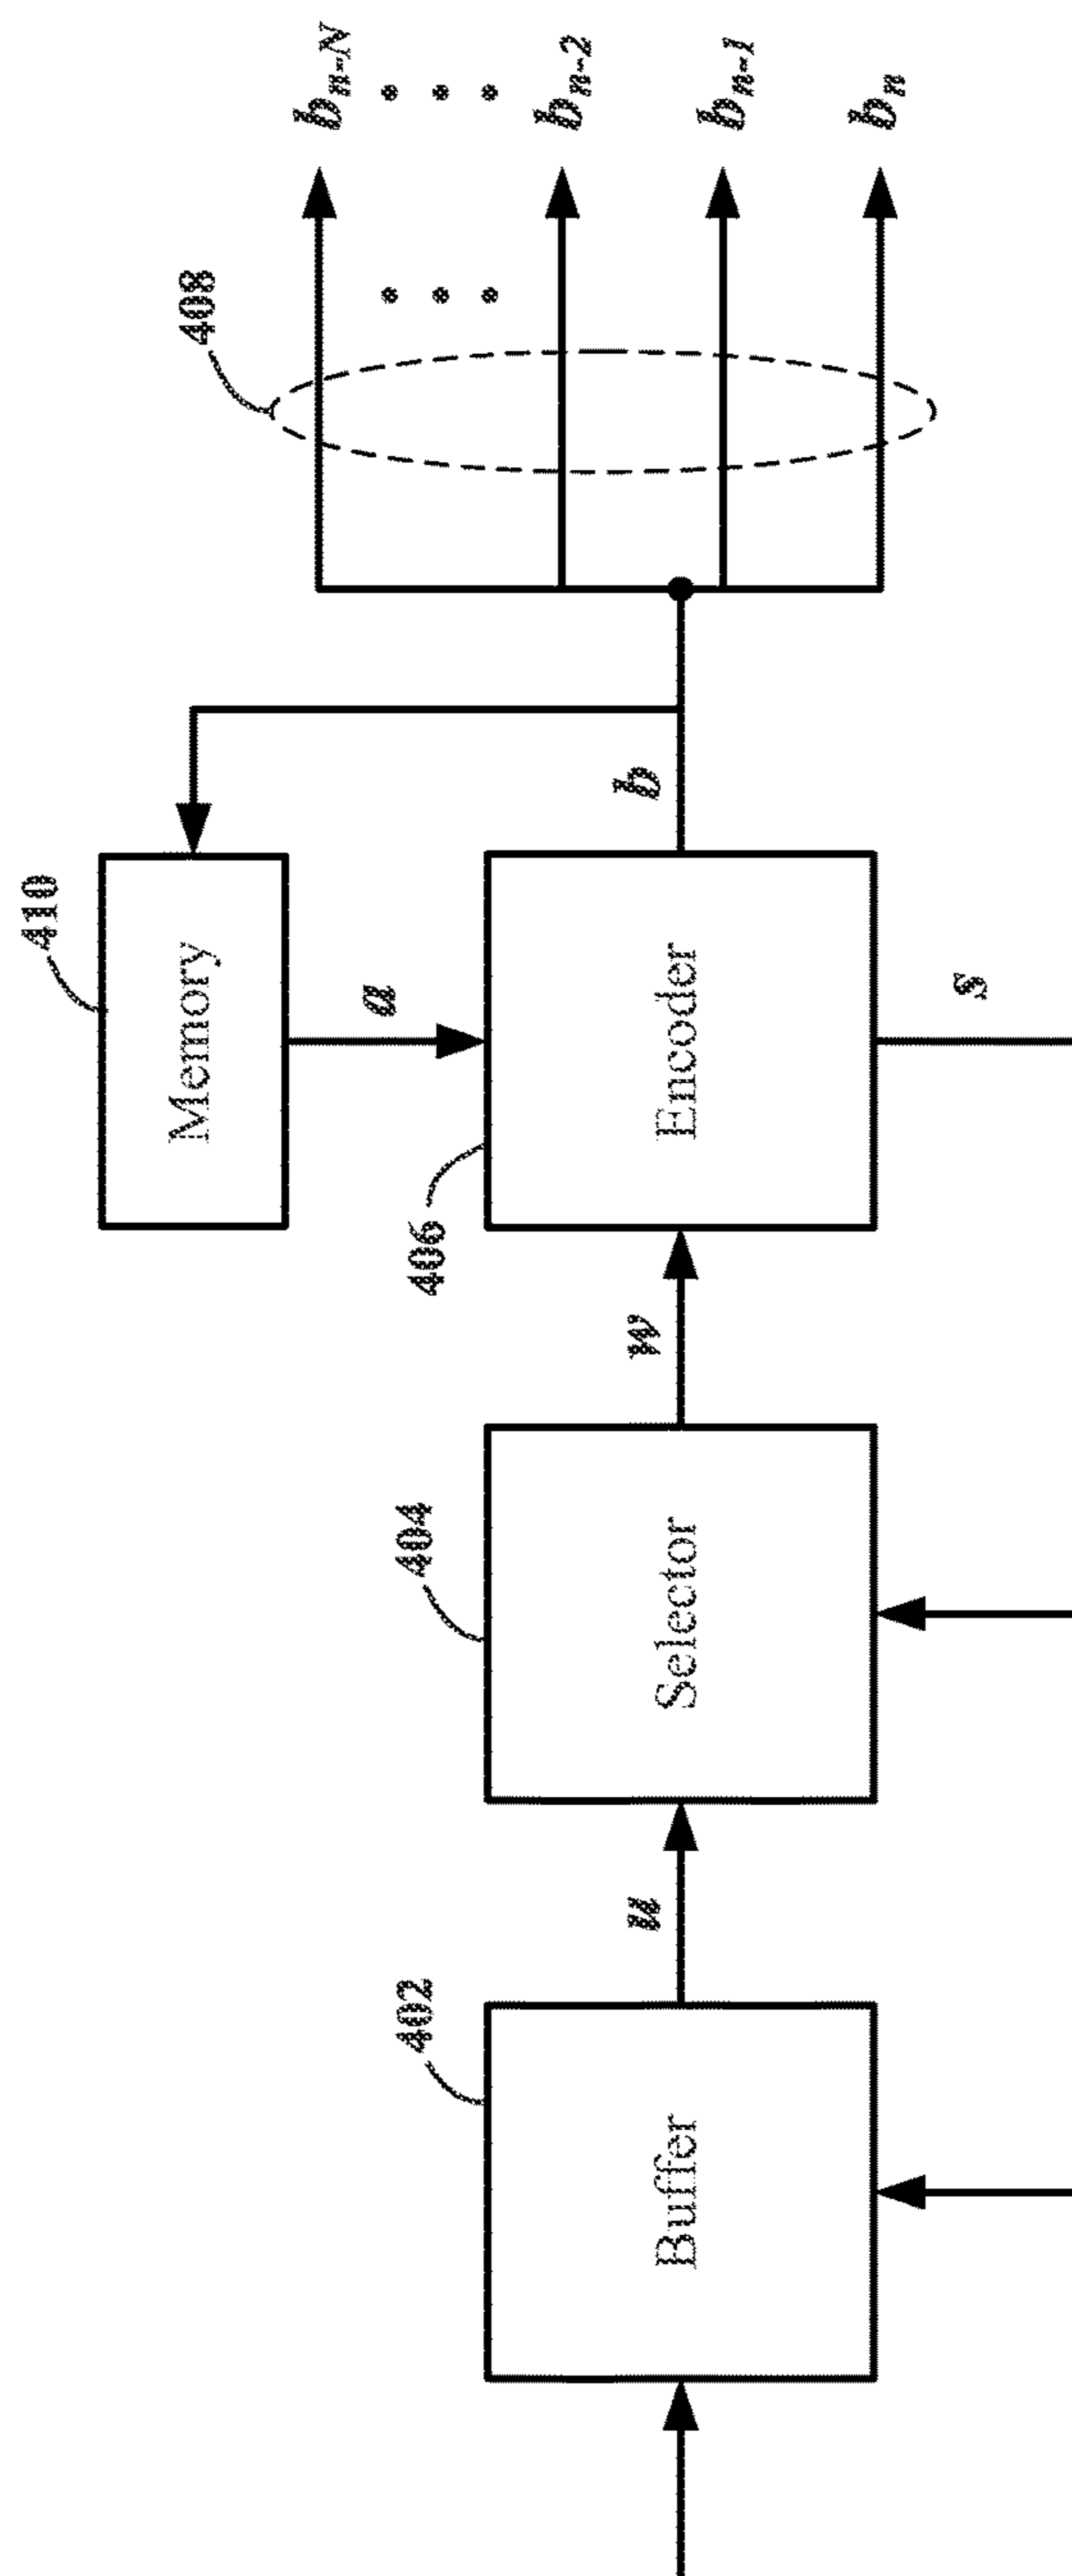 410
Memory
a
408
b_{n-N}
b_{n-2}
b_{n-1}
b_n
402
Buffer
u
404
Selector
w
406
Encoder
b
s